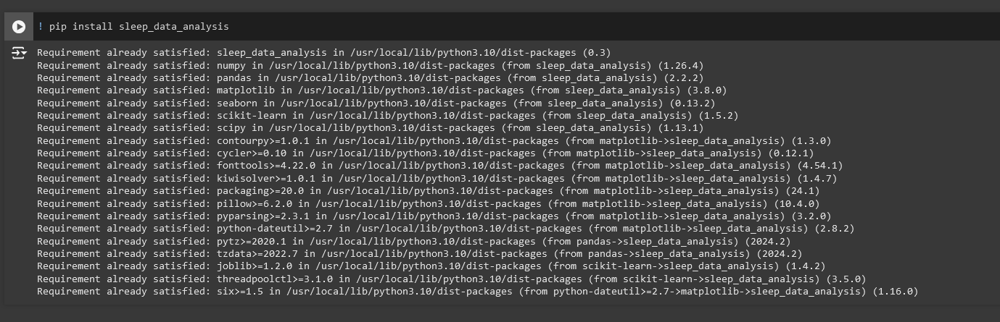 ! pip install sleep_data_analysis
Requirement already satisfied: sleep_data_analysis in /usr/local/lib/python3.10/dist-packages (0.3)
Requirement already satisfied: numpy in /usr/local/lib/python3.10/dist-packages (from sleep_data_analysis) (1.26.4)
Requirement already satisfied: pandas in /usr/local/lib/python3.10/dist-packages (from sleep_data_analysis) (2.2.2)
Requirement already satisfied: matplotlib in /usr/local/lib/python3.10/dist-packages (from sleep_data_analysis) (3.8.0)
Requirement already satisfied: seaborn in /usr/local/lib/python3.10/dist-packages (from sleep_data_analysis) (0.13.2)
Requirement already satisfied: scikit-learn in /usr/local/lib/python3.10/dist-packages (from sleep_data_analysis) (1.5.2)
Requirement already satisfied: scipy in /usr/local/lib/python3.10/dist-packages (from sleep_data_analysis) (1.13.1)
Requirement already satisfied: contourpy>=1.0.1 in /usr/local/lib/python3.10/dist-packages (from matplotlib->sleep_data_analysis) (1.3.0)
Requirement already satisfied: cycler>=0.10 in /usr/local/lib/python3.10/dist-packages (from matplotlib->sleep_data_analysis) (0.12.1)
Requirement already satisfied: fonttools>=4.22.0 in /usr/local/lib/python3.10/dist-packages (from matplotlib->sleep_data_analysis) (4.54.1)
Requirement already satisfied: kiwisolver>=1.0.1 in /usr/local/lib/python3.10/dist-packages (from matplotlib->sleep_data_analysis) (1.4.7)
Requirement already satisfied: packaging>=20.0 in /usr/local/lib/python3.10/dist-packages (from matplotlib->sleep_data_analysis) (24.1)
Requirement already satisfied: pillow>=6.2.0 in /usr/local/lib/python3.10/dist-packages (from matplotlib->sleep_data_analysis) (10.4.0)
Requirement already satisfied: pyparsing>=2.3.1 in /usr/local/lib/python3.10/dist-packages (from matplotlib->sleep_data_analysis) (3.2.0)
Requirement already satisfied: python-dateutil>=2.7 in /usr/local/lib/python3.10/dist-packages (from matplotlib->sleep_data_analysis) (2.8.2)
Requirement already satisfied: pytz>=2020.1 in /usr/local/lib/python3.10/dist-packages (from pandas->sleep_data_analysis) (2024.2)
Requirement already satisfied: tzdata>=2022.7 in /usr/local/lib/python3.10/dist-packages (from pandas->sleep_data_analysis) (2024.2)
Requirement already satisfied: joblib>=1.2.0 in /usr/local/lib/python3.10/dist-packages (from scikit-learn->sleep_data_analysis) (1.4.2)
Requirement already satisfied: threadpoolctl>=3.1.0 in /usr/local/lib/python3.10/dist-packages (from scikit-learn->sleep_data_analysis) (3.5.0)
Requirement already satisfied: six>=1.5 in /usr/local/lib/python3.10/dist-packages (from python-dateutil>=2.7->matplotlib->sleep_data_analysis) (1.16.0)